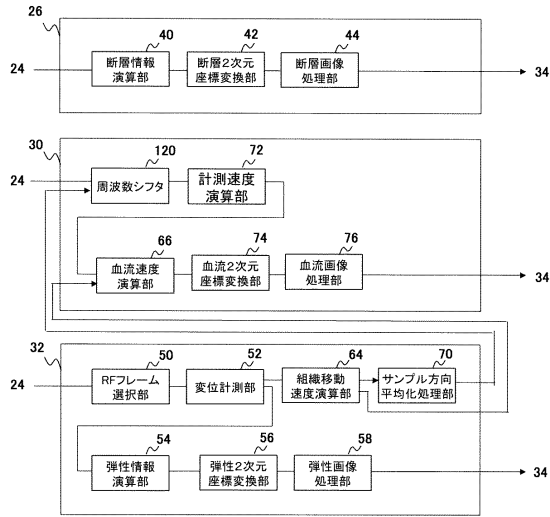 26
40
42
44
24
断層情報
演算部
断層2次元
座標変換部
断層画像
処理部
34
30
120
72
24
周波数シフタ
計測速度
演算部
66
74
76
血流速度
演算部
血流2次元
座標変換部
血流画像
処理部
34
32
50
52
64
70
24
RFフレーム
選択部
変位計測部
組織移動
速度演算部
サンプル方向
平均化処理部
54
56
58
弾性情報
演算部
弾性2次元
座標変換部
弾性画像
処理部
34